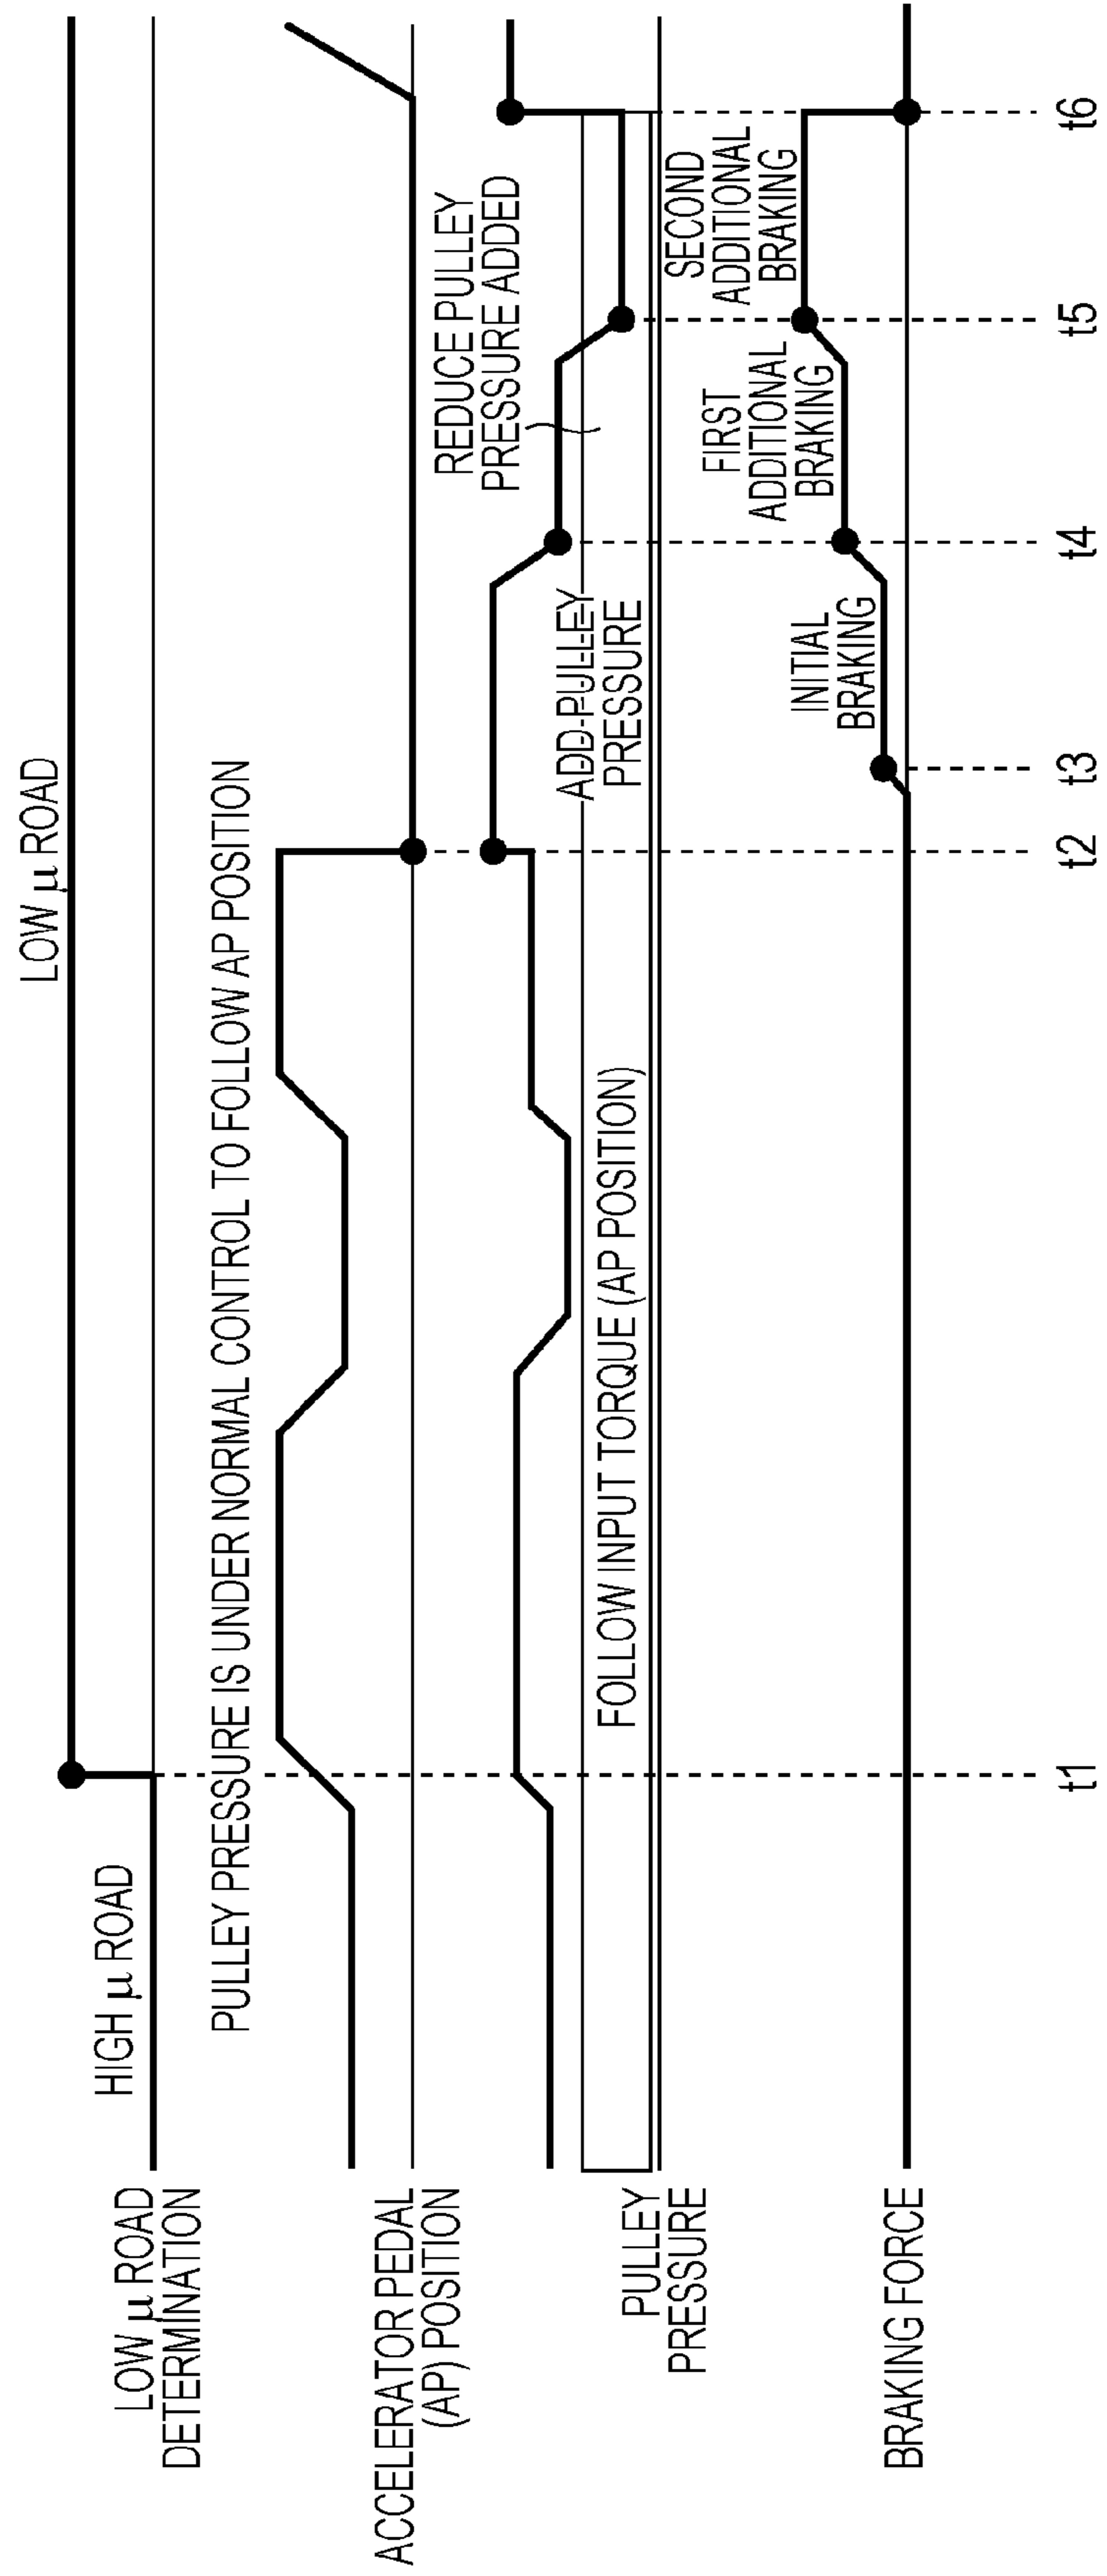 LOW μ ROAD
HIGH μ ROAD
LOW μ ROAD
DETERMINATION
PULLEY PRESSURE IS UNDER NORMAL CONTROL TO FOLLOW AP POSITION
ACCELERATOR PEDAL
(AP) POSITION
REDUCE PULLEY
PRESSURE ADDED
ADD PULLEY
PRESSURE
FOLLOW INPUT TORQUE (AP POSITION)
PULLEY
PRESSURE
SECOND
ADDITIONAL
BRAKING
FIRST
ADDITIONAL
BRAKING
INITIAL
BRAKING
BRAKING FORCE
t1
t2
t3
t4
t5
t6